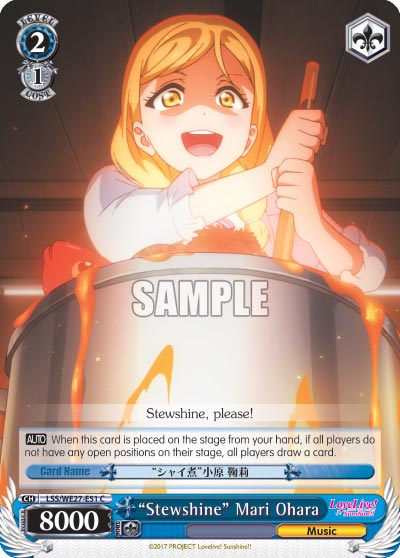 LEVEL
2
1
COST
SAMPLE
Stewshine, please!
AUTO When this card is placed on the stage from your hand, if all players do
not have any open positions on their stage, all players draw a card.
Card Name
“シャイ煮”小原 鞠莉
CH LSS/WE27-E51 C
POWER 8000
“Stewshine” Mari Ohara
LoveLive!
Sunshine!!
Music
©2017 PROJECT Lovelive! Sunshine!!